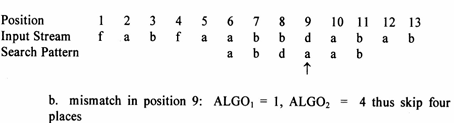 Position 1 2 3 4 5 6 7 8 9 10 11 12 13
Input Stream f a b f a a b b d a b a b
Search Pattern a b d a a b
↑
b. mismatch in position 9: ALGO₁ = 1, ALGO₂ = 4 thus skip four
places